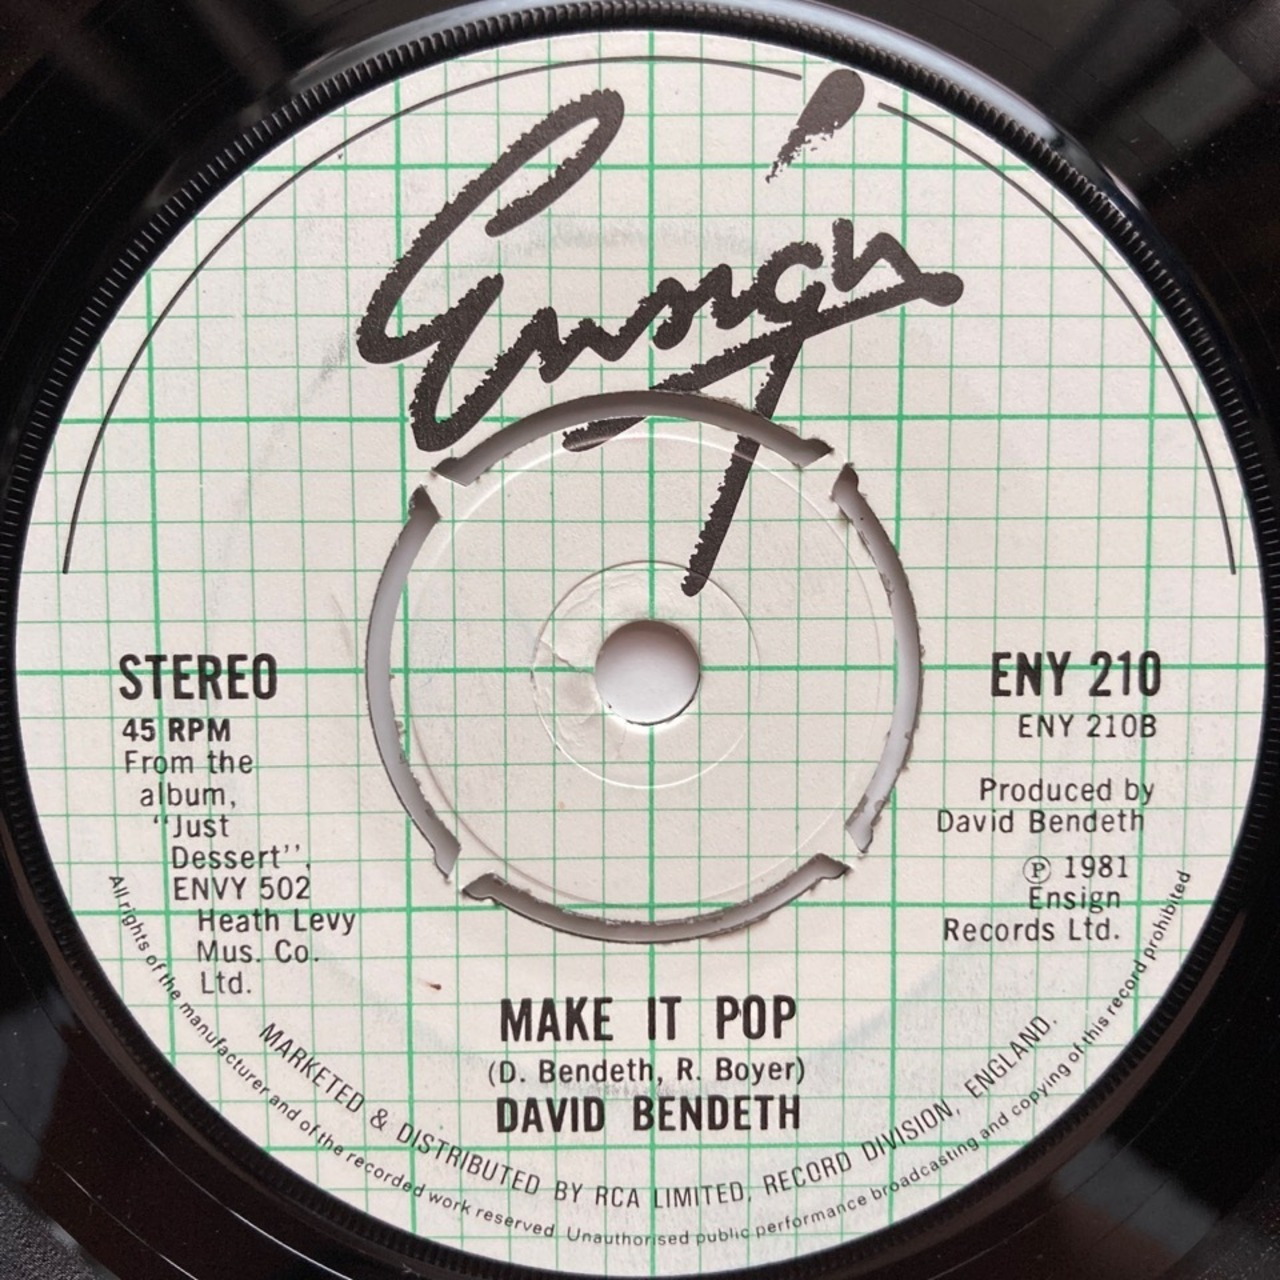 Ensign
STEREO
45 RPM
From the
album,
“Just
Dessert”,
ENVY 502
Heath Levy
Mus. Co.
Ltd.
ENY 210
ENY 210B
Produced by
David Bendeth
Ⓟ 1981
Ensign
Records Ltd.
MAKE IT POP
(D. Bendeth, R. Boyer)
DAVID BENDETH
MARKETED & DISTRIBUTED BY RCA LIMITED, RECORD DIVISION, ENGLAND.
All rights of the manufacturer and of the recorded work reserved. Unauthorised public performance broadcasting and copying of this record prohibited